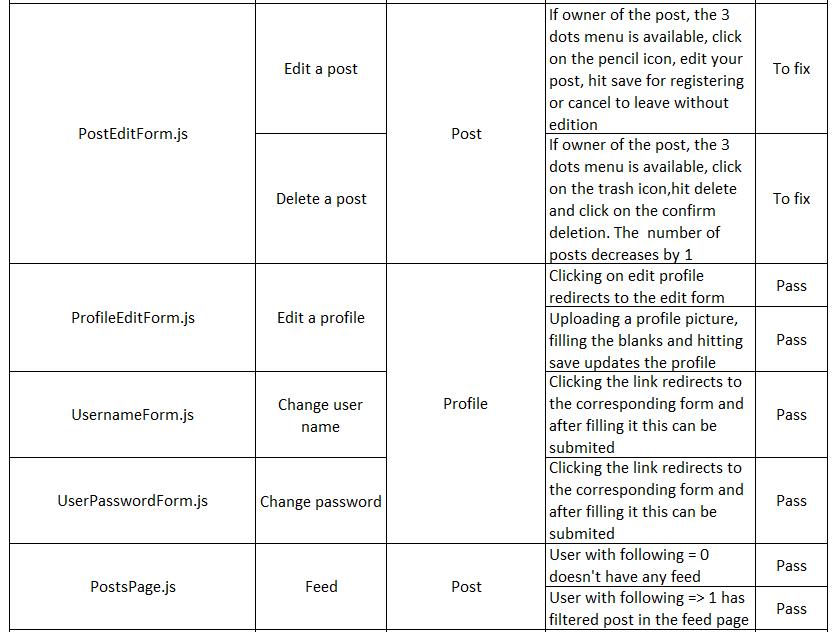 PostEditForm.js
Edit a post
Post
If owner of the post, the 3
dots menu is available, click
on the pencil icon, edit your
post, hit save for registering
or cancel to leave without
edition
To fix
Delete a post
If owner of the post, the 3
dots menu is available, click
on the trash icon,hit delete
and click on the confirm
deletion. The  number of
posts decreases by 1
To fix
ProfileEditForm.js
Edit a profile
Profile
Clicking on edit profile
redirects to the edit form
Pass
Uploading a profile picture,
filling the blanks and hitting
save updates the profile
Pass
UsernameForm.js
Change user
name
Clicking the link redirects to
the corresponding form and
after filling it this can be
submited
Pass
UserPasswordForm.js
Change password
Clicking the link redirects to
the corresponding form and
after filling it this can be
submited
Pass
PostsPage.js
Feed
Post
User with following = 0
doesn't have any feed
Pass
User with following => 1 has
filtered post in the feed page
Pass